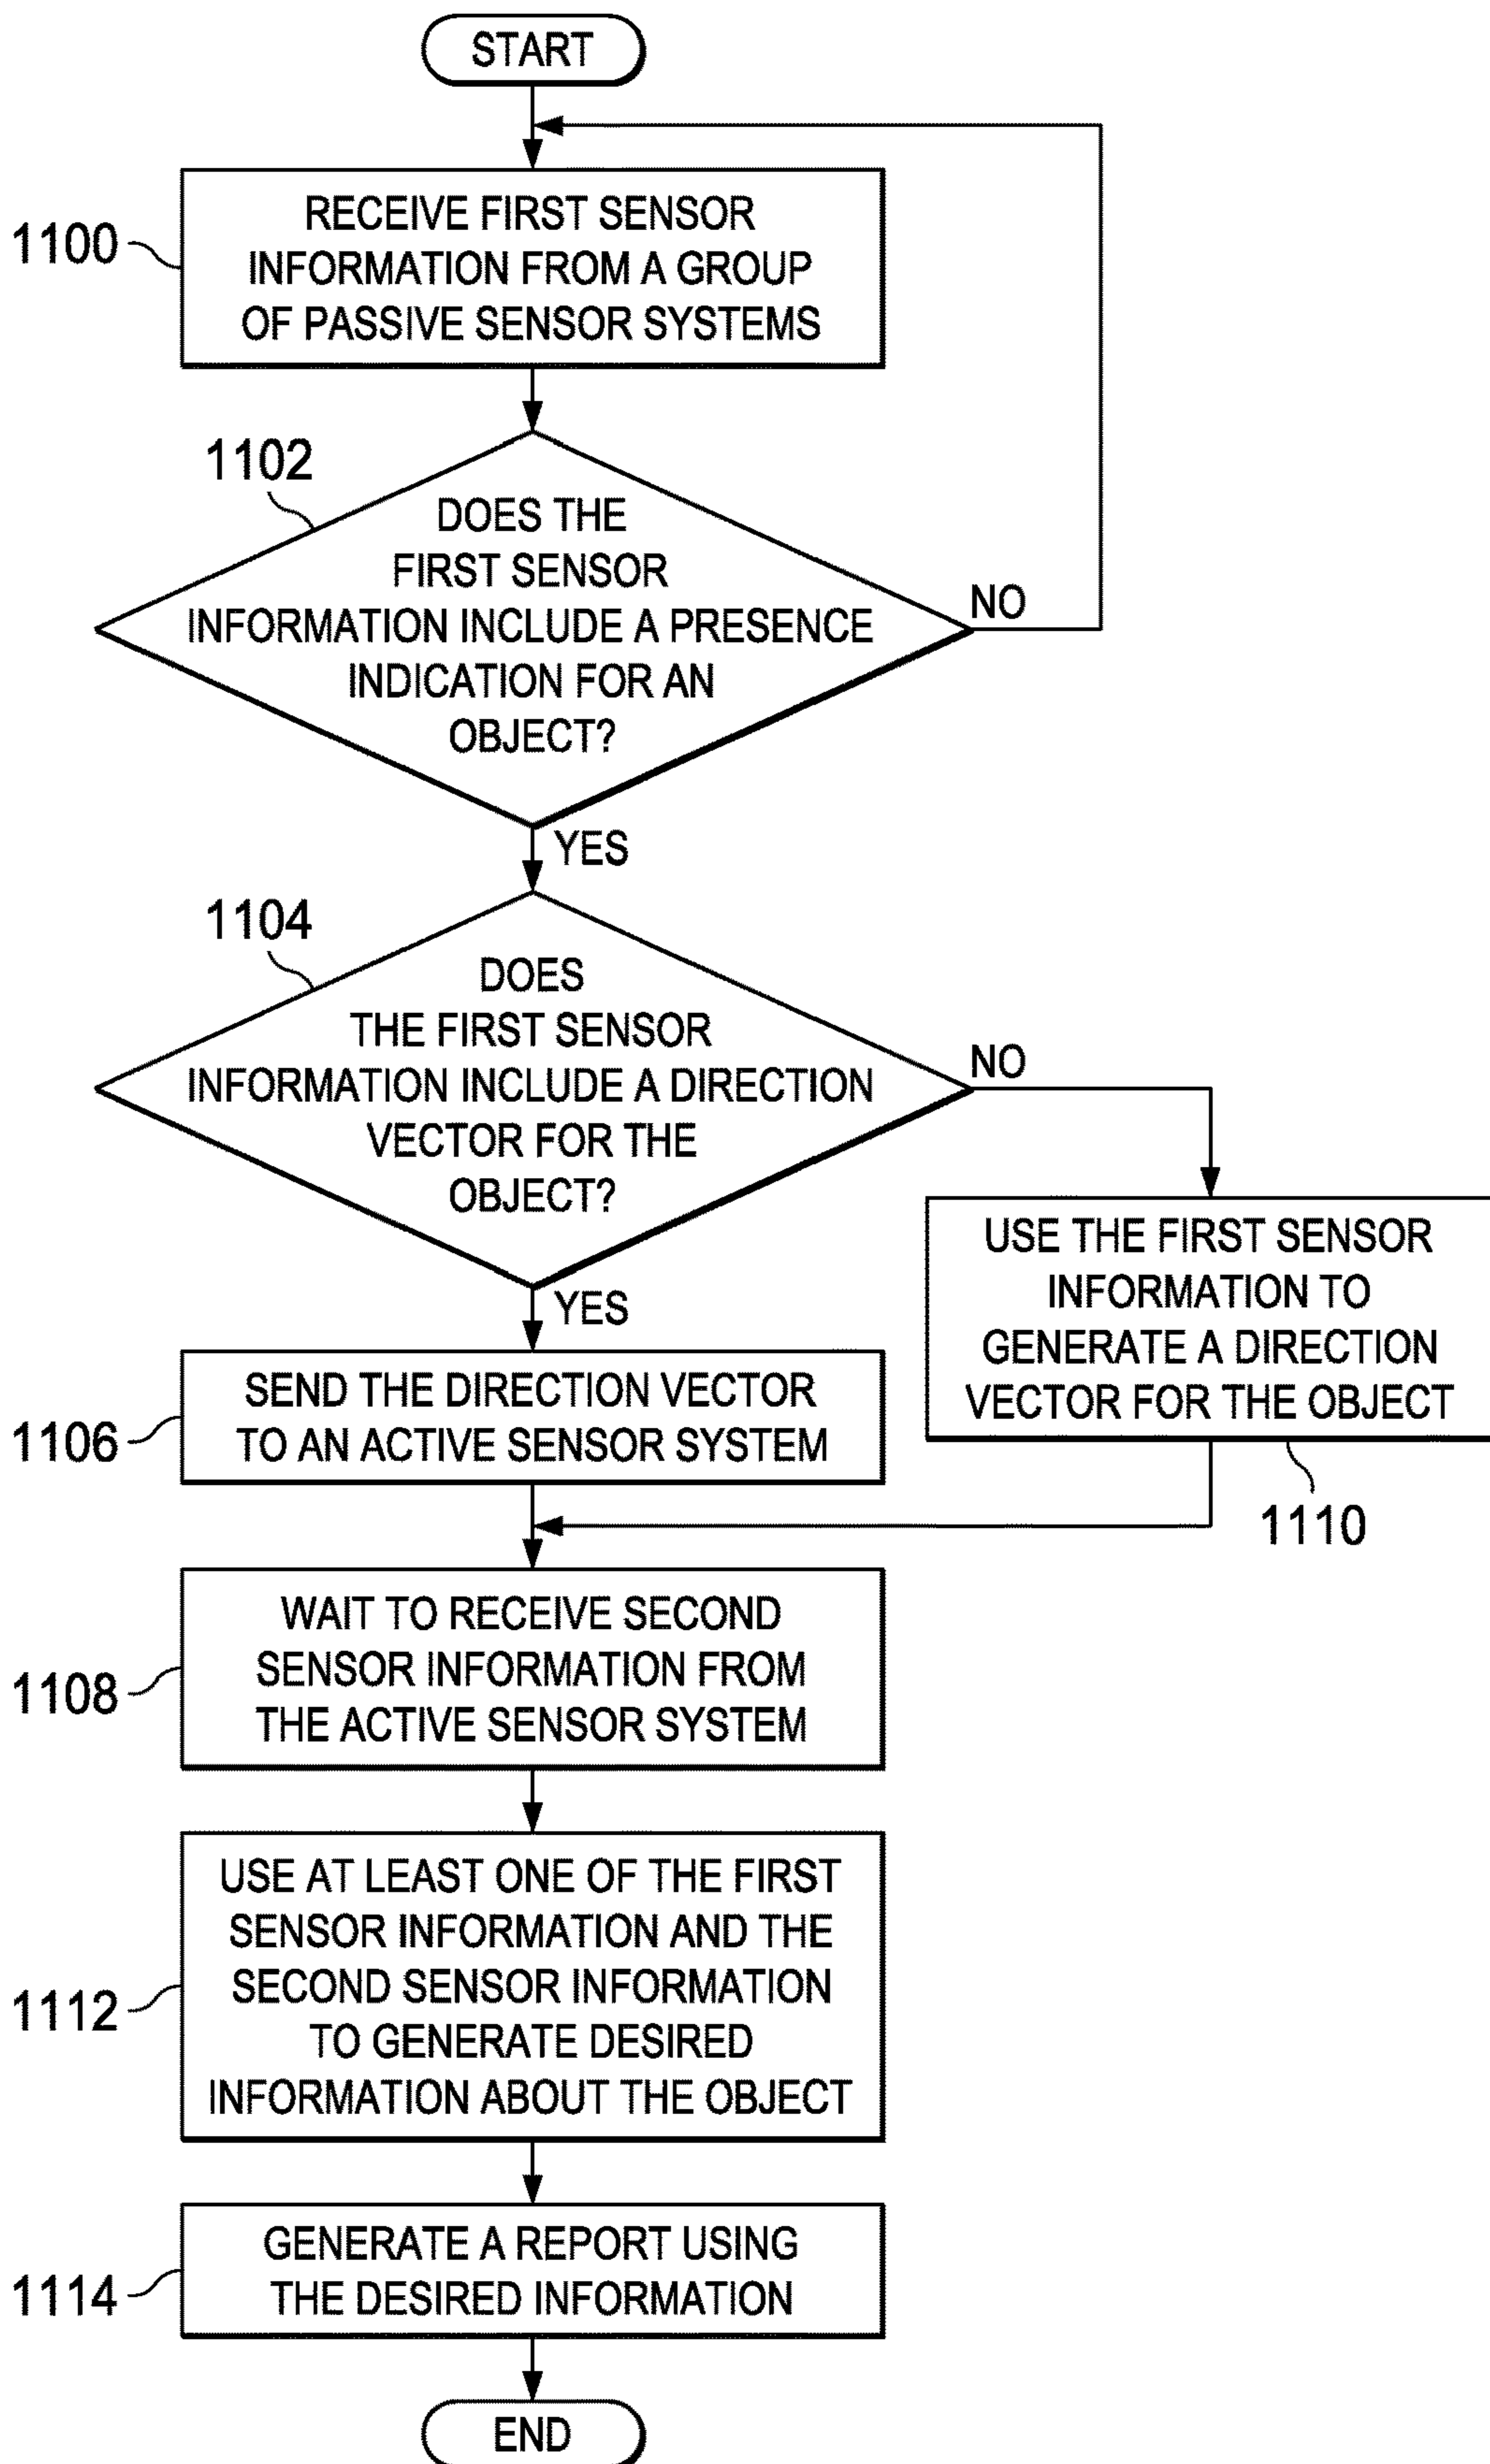 START
1100
RECEIVE FIRST SENSOR
INFORMATION FROM A GROUP
OF PASSIVE SENSOR SYSTEMS
1102
DOES THE
FIRST SENSOR
INFORMATION INCLUDE A PRESENCE
INDICATION FOR AN
OBJECT?
NO
YES
1104
DOES
THE FIRST SENSOR
INFORMATION INCLUDE A DIRECTION
VECTOR FOR THE
OBJECT?
NO
YES
USE THE FIRST SENSOR
INFORMATION TO
GENERATE A DIRECTION
VECTOR FOR THE OBJECT
1110
1106
SEND THE DIRECTION VECTOR
TO AN ACTIVE SENSOR SYSTEM
1108
WAIT TO RECEIVE SECOND
SENSOR INFORMATION FROM
THE ACTIVE SENSOR SYSTEM
1112
USE AT LEAST ONE OF THE FIRST
SENSOR INFORMATION AND THE
SECOND SENSOR INFORMATION
TO GENERATE DESIRED
INFORMATION ABOUT THE OBJECT
1114
GENERATE A REPORT USING
THE DESIRED INFORMATION
END